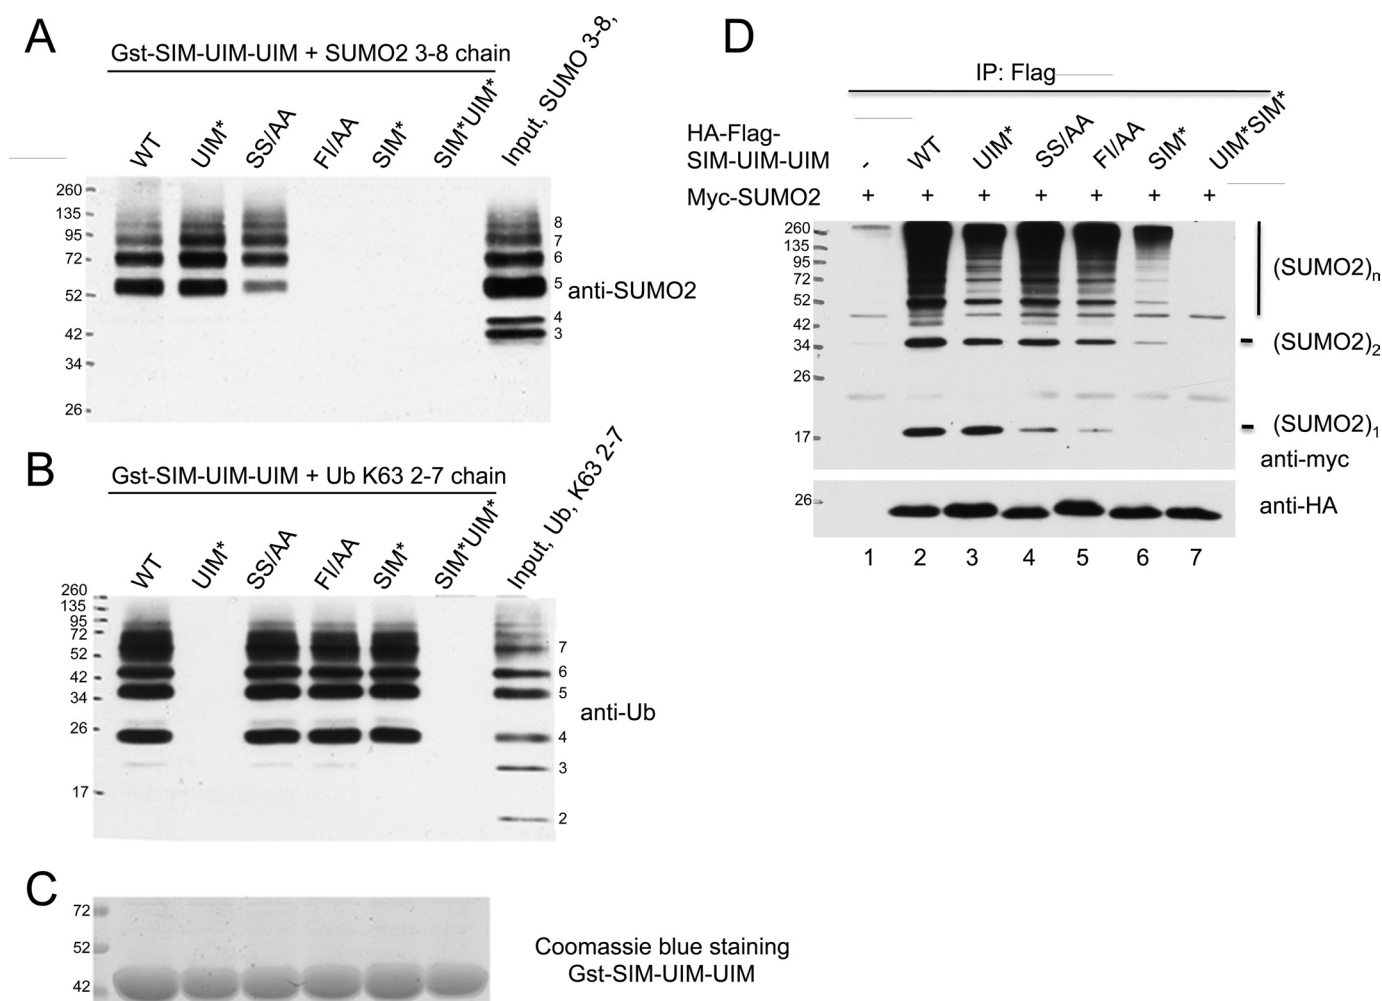 A
Gst-SIM-UIM-UIM + SUMO2 3-8 chain
WT
UIM*
SS/AA
FI/AA
SIM*
SIM*UIM*
Input, SUMO 3-8,
260
135
95
72
52
42
34
26
8
7
6
5
4
3
anti-SUMO2
B
Gst-SIM-UIM-UIM + Ub K63 2-7 chain
WT
UIM*
SS/AA
FI/AA
SIM*
SIM*UIM*
Input, Ub, K63 2-7
260
135
95
72
52
42
34
26
17
7
6
5
4
3
2
anti-Ub
C
72
52
42
Coomassie blue staining
Gst-SIM-UIM-UIM
D
IP: Flag
HA-Flag-
SIM-UIM-UIM
-
WT
UIM*
SS/AA
FI/AA
SIM*
UIM*SIM*
Myc-SUMO2 + + + + + + +
260
135
95
72
52
42
34
26
17
(SUMO2)n
(SUMO2)2
(SUMO2)1
anti-myc
26
anti-HA
1 2 3 4 5 6 7